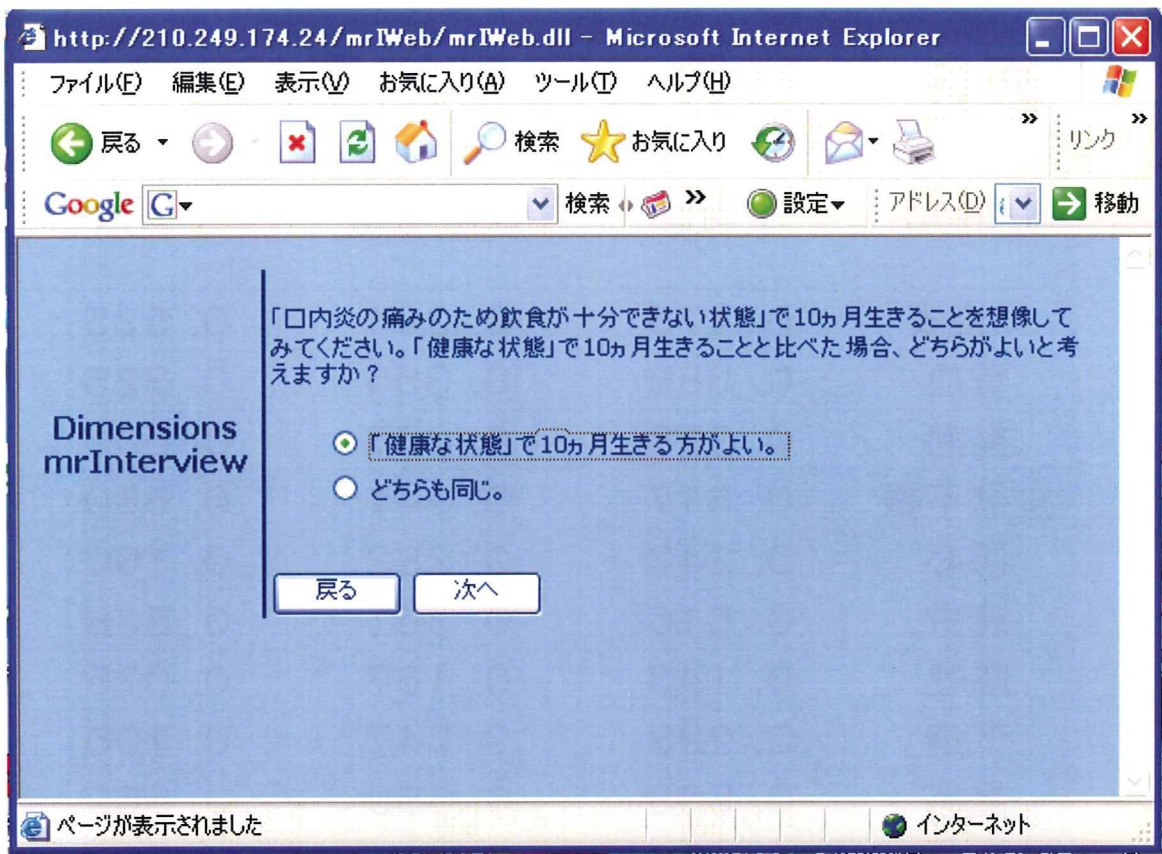 http://210.249.174.24/mrIWeb/mrIWeb.dll - Microsoft Internet Explorer
ファイル(F) 編集(E) 表示(V) お気に入り(A) ツール(T) ヘルプ(H)
戻る 検索 お気に入り » リンク »
Google G 検索 » 設定 アドレス(D) 移動
「口内炎の痛みのため飲食が十分できない状態」で10ヵ月生きることを想像して
みてください。「健康な状態」で10ヵ月生きることと比べた場合、どちらがよいと考
えますか？
Dimensions
mrInterview
「健康な状態」で10ヵ月生きる方がよい。
どちらも同じ。
戻る 次へ
ページが表示されました インターネット